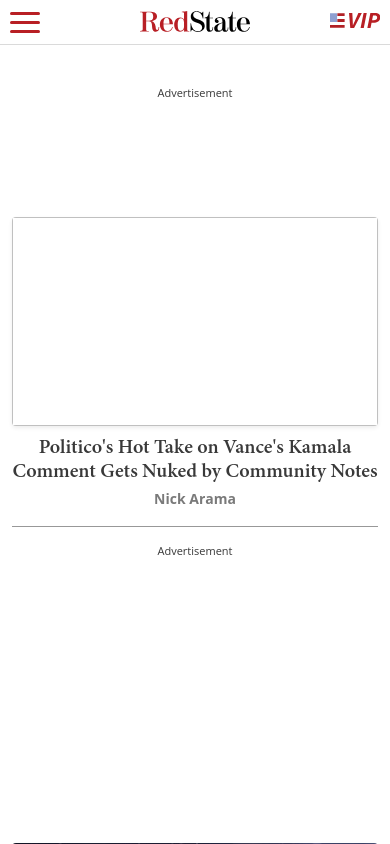 RedState
VIP
Advertisement
Politico's Hot Take on Vance's Kamala
Comment Gets Nuked by Community Notes
Nick Arama
Advertisement